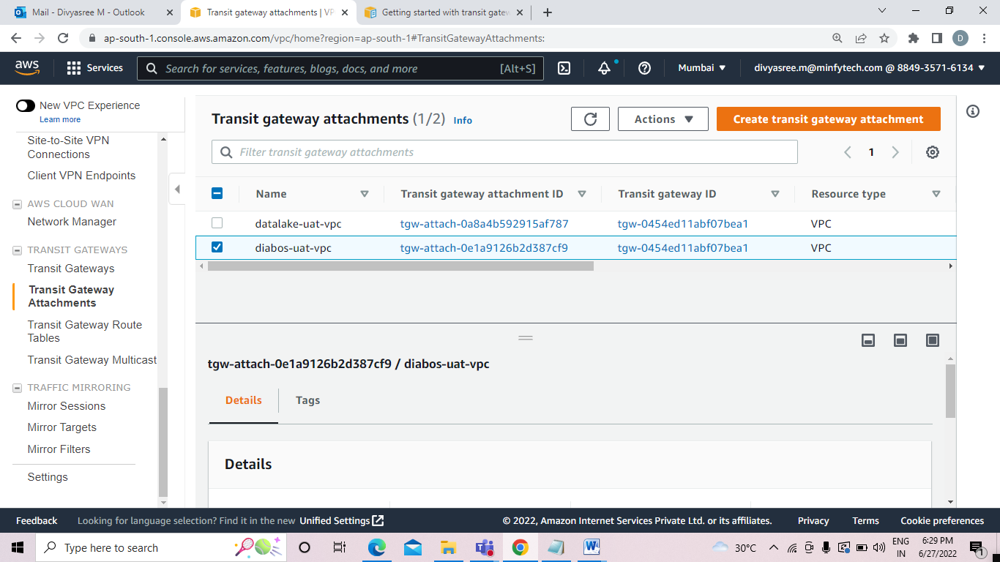 Mail - Divyasree M - Outlook
Transit gateway attachments | VP
Getting started with transit gatew
ap-south-1.console.aws.amazon.com/vpc/home?region=ap-south-1#TransitGatewayAttachments:
D
aws
Services
Search for services, features, blogs, docs, and more
[Alt+S]
Mumbai
divyasree.m@minfytech.com @ 8849-3571-6134
New VPC Experience
Learn more
Site-to-Site VPN
Connections
Client VPN Endpoints
AWS CLOUD WAN
Network Manager
TRANSIT GATEWAYS
Transit Gateways
Transit Gateway
Attachments
Transit Gateway Route
Tables
Transit Gateway Multicast
TRAFFIC MIRRORING
Mirror Sessions
Mirror Targets
Mirror Filters
Settings
Transit gateway attachments (1/2) Info
Actions
Create transit gateway attachment
Filter transit gateway attachments
1
Name Transit gateway attachment ID Transit gateway ID Resource type
datalake-uat-vpc tgw-attach-0a8a4b592915af787 tgw-0454ed11abf07bea1 VPC
diabos-uat-vpc tgw-attach-0e1a9126b2d387cf9 tgw-0454ed11abf07bea1 VPC
tgw-attach-0e1a9126b2d387cf9 / diabos-uat-vpc
Details Tags
Details
Feedback Looking for language selection? Find it in the new Unified Settings © 2022, Amazon Internet Services Private Ltd. or its affiliates. Privacy Terms Cookie preferences
Type here to search
30°C
ENG
IN
6:29 PM
6/27/2022
1